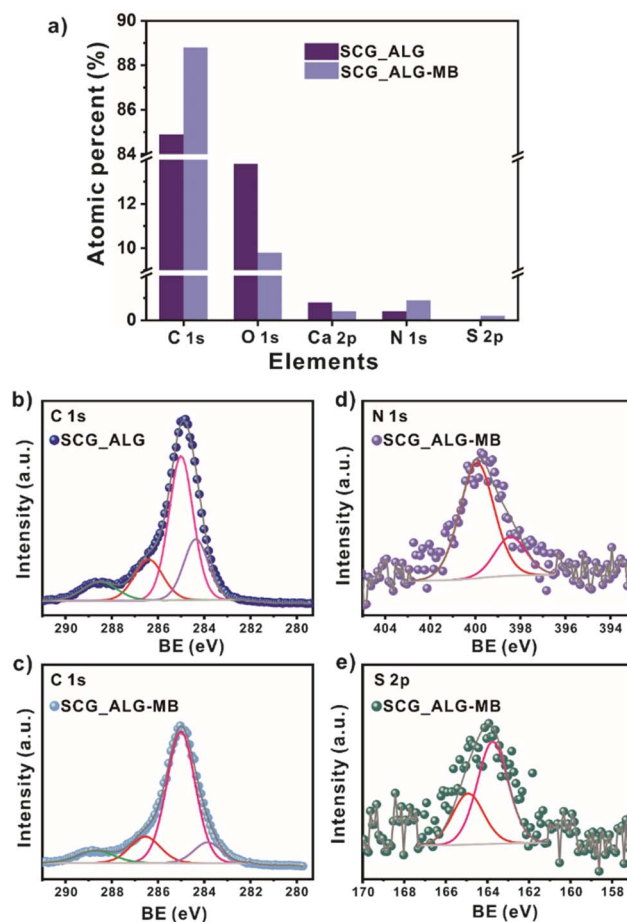 a)
Atomic percent (%)
90
88
86
84
12
10
0
SCG_ALG
SCG_ALG-MB
C 1s O 1s Ca 2p N 1s S 2p
Elements
b)
C 1s
SCG_ALG
Intensity (a.u.)
290 288 286 284 282 280
BE (eV)
d)
N 1s
SCG_ALG-MB
Intensity (a.u.)
404 402 400 398 396 394
BE (eV)
c)
C 1s
SCG_ALG-MB
Intensity (a.u.)
290 288 286 284 282 280
BE (eV)
e)
S 2p
SCG_ALG-MB
Intensity (a.u.)
170 168 166 164 162 160 158
BE (eV)